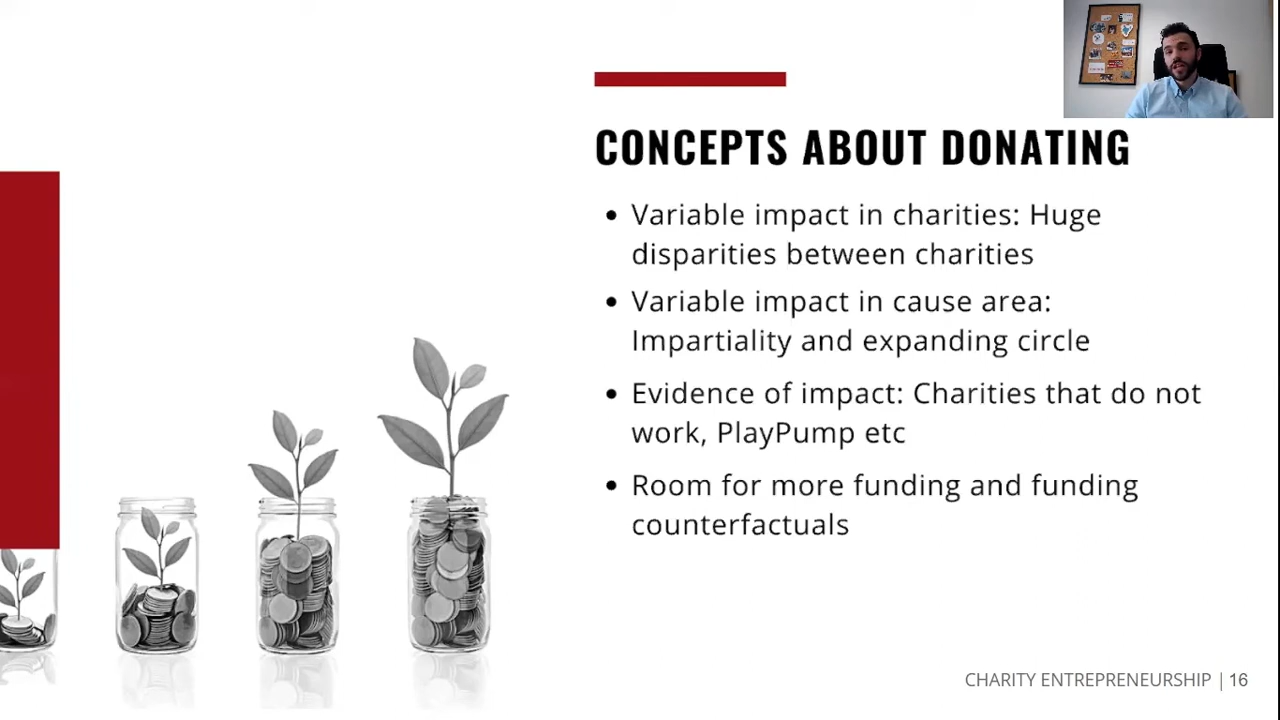 CONCEPTS ABOUT DONATING
• Variable impact in charities: Huge
disparities between charities
• Variable impact in cause area:
Impartiality and expanding circle
• Evidence of impact: Charities that do not
work, PlayPump etc
• Room for more funding and funding
counterfactuals
CHARITY ENTREPRENEURSHIP | 16